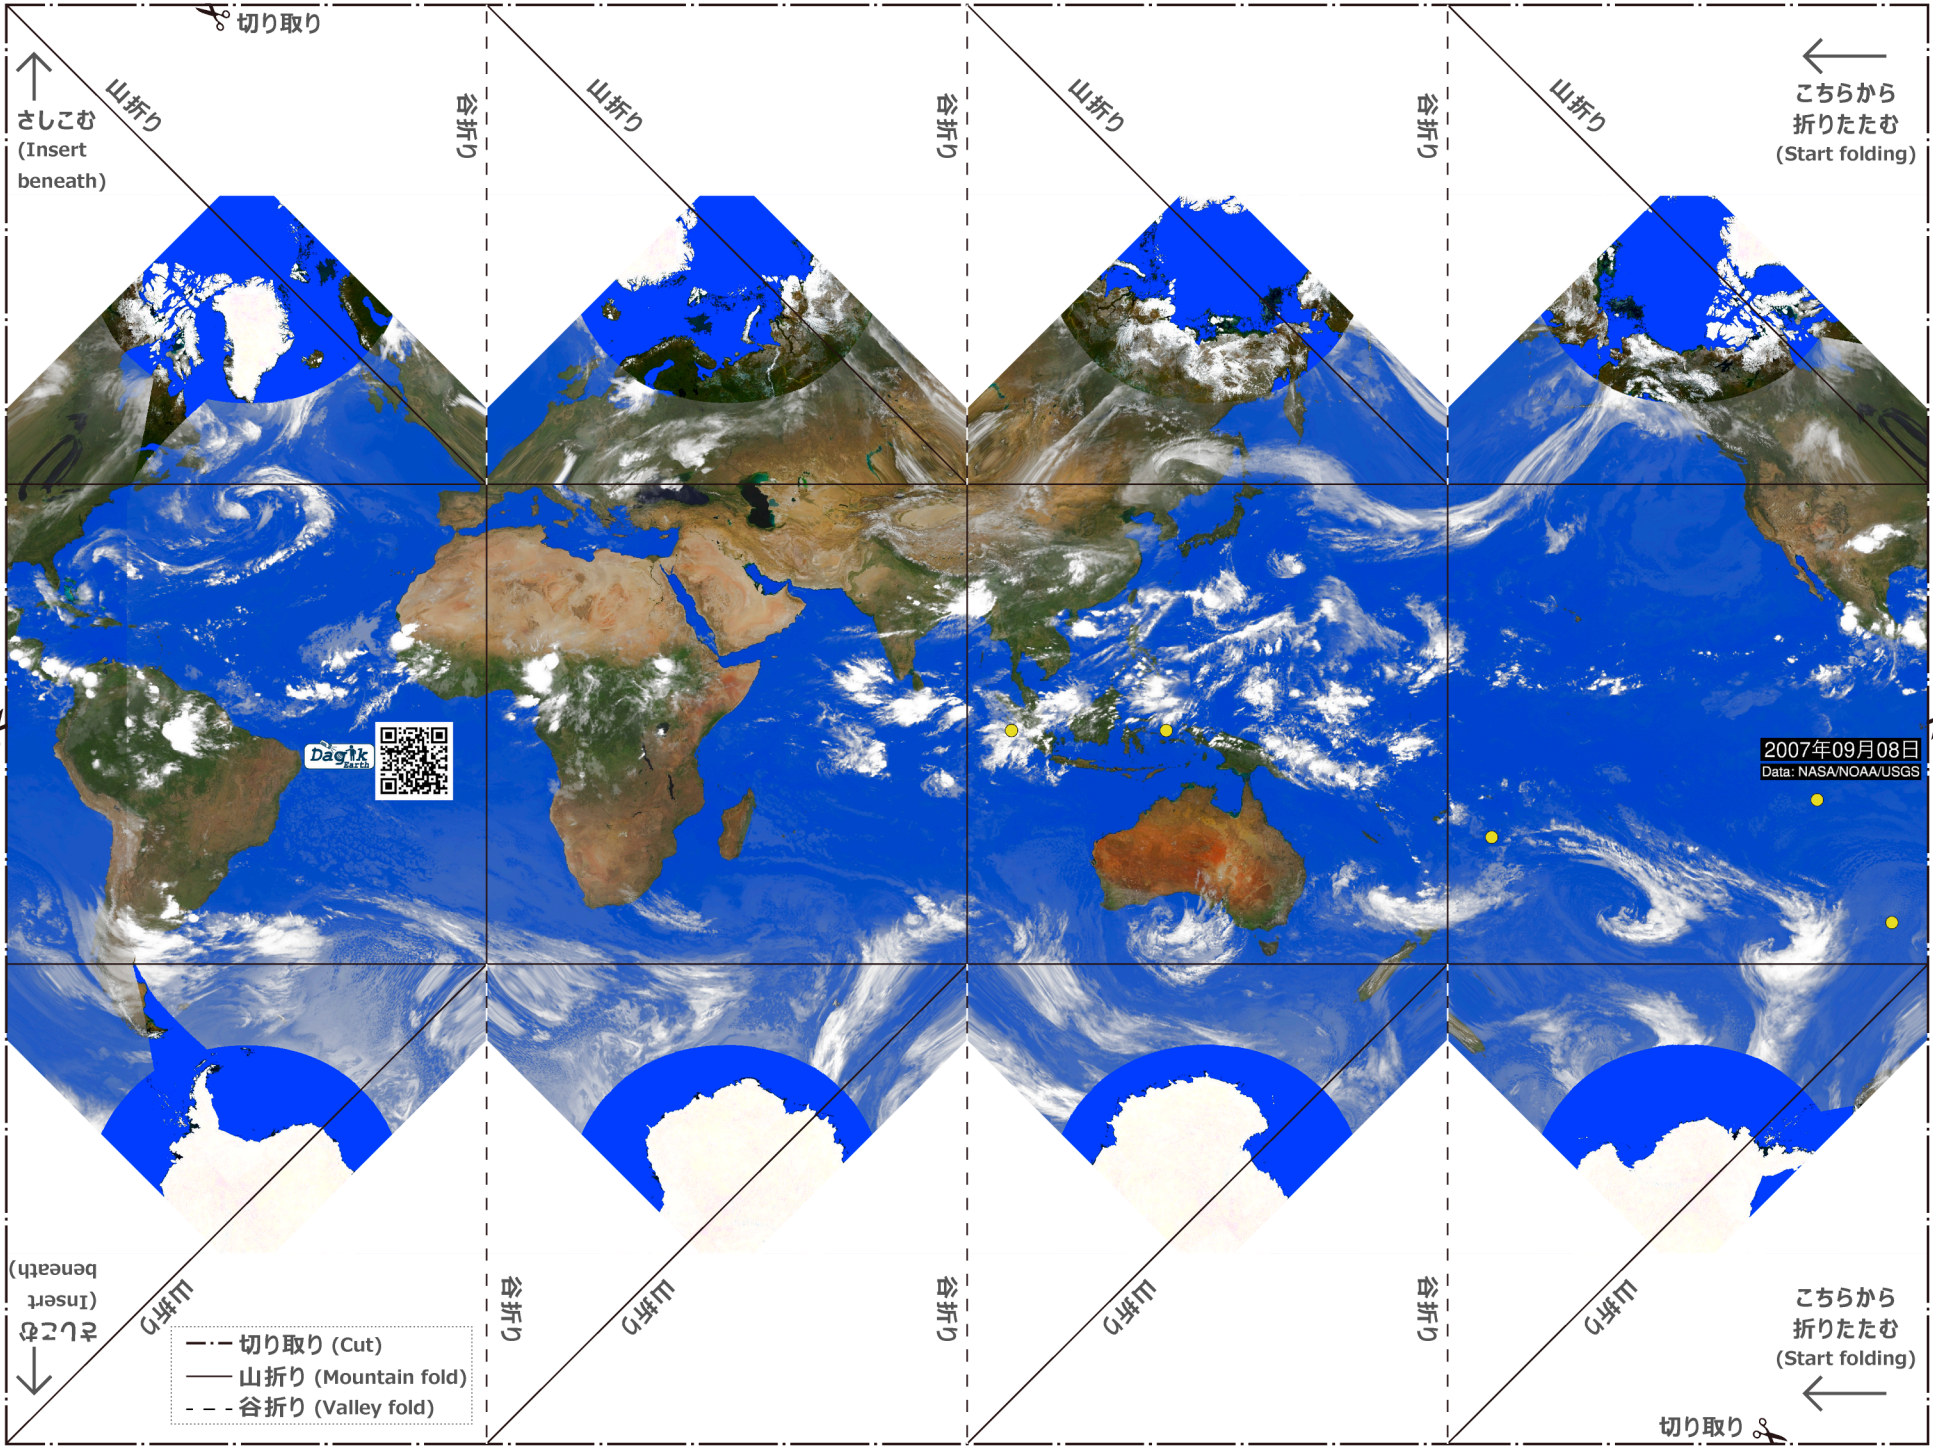 切り取り
山折り
谷折り
山折り
谷折り
山折り
谷折り
山折り
さしこむ
(Insert
beneath)
こちらから
折りたたむ
(Start folding)
Dagik
Earth
2007年09月08日
Data: NASA/NOAA/USGS
さしこむ
(Insert
beneath)
山折り
谷折り
山折り
谷折り
山折り
谷折り
山折り
切り取り (Cut)
山折り (Mountain fold)
谷折り (Valley fold)
こちらから
折りたたむ
(Start folding)
切り取り